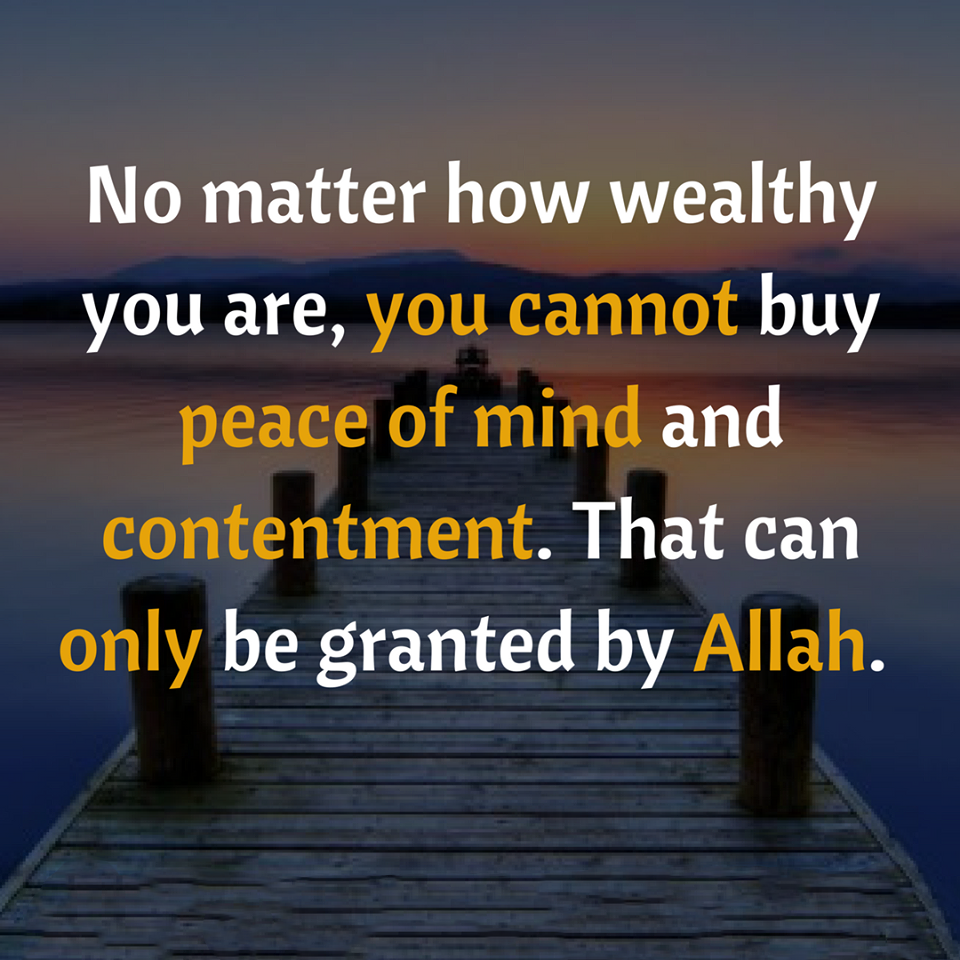 No matter how wealthy
you are, you cannot buy
peace of mind and
contentment. That can
only be granted by Allah.